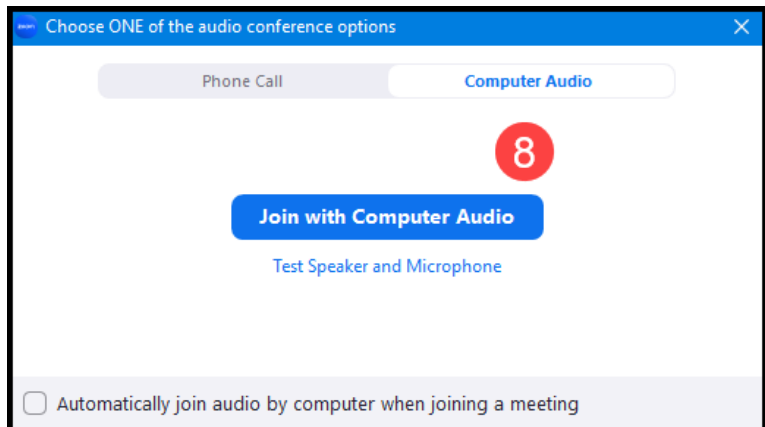 Choose ONE of the audio conference options
Phone Call
Computer Audio
8
Join with Computer Audio
Test Speaker and Microphone
Automatically join audio by computer when joining a meeting